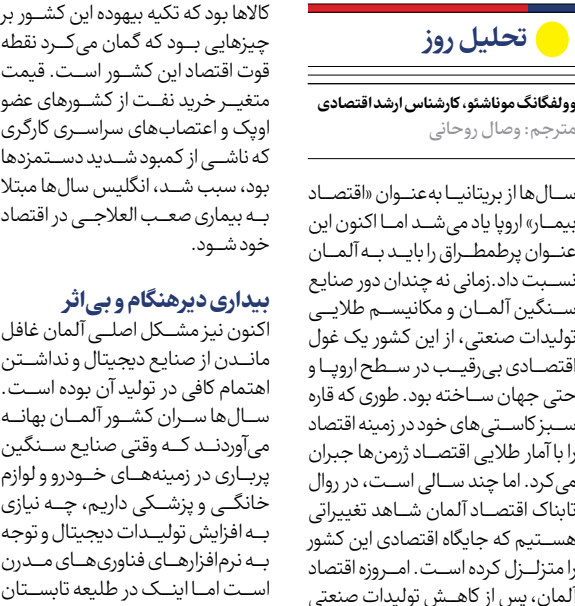 تحلیل روز
وولفگانگ موناشئو، کارشناس ارشد اقتصادی
مترجم: وصال روحانی
سال‌ها از بریتانیا به‌عنوان «اقتصاد
بیمار» اروپا یاد می‌شد اما اکنون این
عنوان پرطمطراق را باید به آلمان
نسبت داد.زمانی نه چندان دور صنایع
سنگین آلمان و مکانیسم طلایی
تولیدات صنعتی، از این کشور یک غول
اقتصادی بی‌رقیب در سطح اروپا و
حتی جهان ساخته بود. طوری که قاره
سبز کاستی‌های خود در زمینه اقتصاد
را با آمار طلایی اقتصاد ژرمن‌ها جبران
می‌کرد. اما چند سالی است، در روال
تابناک اقتصاد آلمان شاهد تغییراتی
هستیم که جایگاه اقتصادی این کشور
را متزلزل کرده است. امروزه اقتصاد
آلمان، پس از کاهش تولیدات صنعتی
کالاها بود که تکیه بیهوده این کشور بر
چیزهایی بود که گمان می‌کرد نقطه
قوت اقتصاد این کشور است. قیمت
متغیر خرید نفت از کشورهای عضو
اوپک و اعتصاب‌های سراسری کارگری
که ناشی از کمبود شدید دستمزدها
بود، سبب شد، انگلیس سال‌ها مبتلا
به بیماری صعب العلاجی در اقتصاد
خود شود.
بیداری دیرهنگام و بی‌اثر
اکنون نیز مشکل اصلی آلمان غافل
ماندن از صنایع دیجیتال و نداشتن
اهتمام کافی در تولید آن بوده است.
سال‌ها سران کشور آلمان بهانه
می‌آوردند که وقتی صنایع سنگین
پرباری در زمینه‌های خودرو و لوازم
خانگی و پزشکی داریم، چه نیازی
به افزایش تولیدات دیجیتال و توجه
به نرم‌افزارهای فناوری‌های مدرن
است اما اینک در طلیعه تابستان